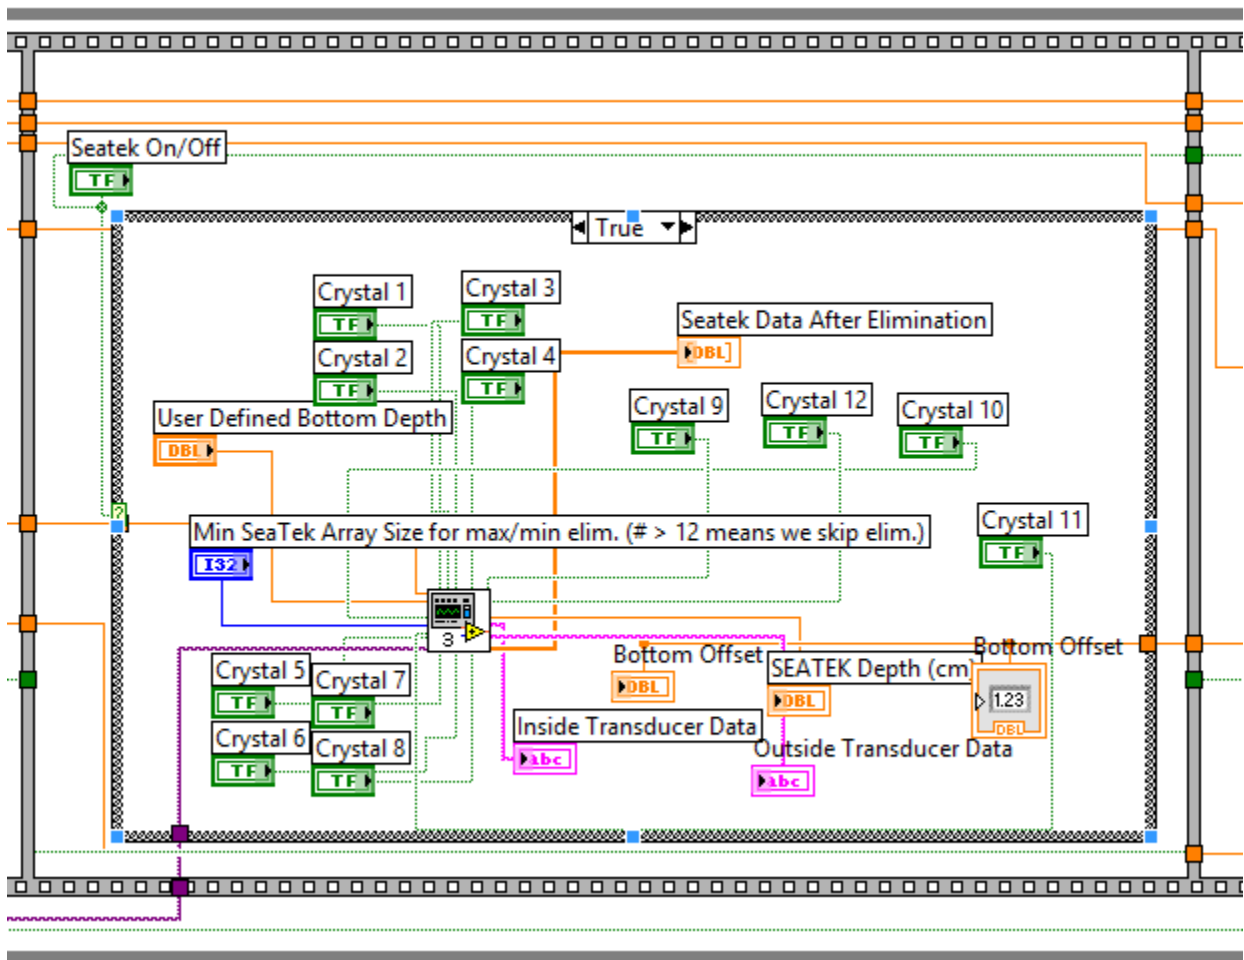 Seatek On/Off
TF
True
Crystal 1
TF
Crystal 3
TF
Crystal 2
TF
Crystal 4
TF
Seatek Data After Elimination
DBL]
User Defined Bottom Depth
DBL
Crystal 9
TF
Crystal 12
TF
Crystal 10
TF
?
Min SeaTek Array Size for max/min elim. (# > 12 means we skip elim.)
I32
Crystal 11
TF
3
Crystal 5
TF
Crystal 7
TF
Crystal 6
TF
Crystal 8
TF
Bottom Offset
DBL
SEATEK Depth (cm)
DBL
Bottom Offset
1.23
DBL
Inside Transducer Data
abc
Outside Transducer Data
abc